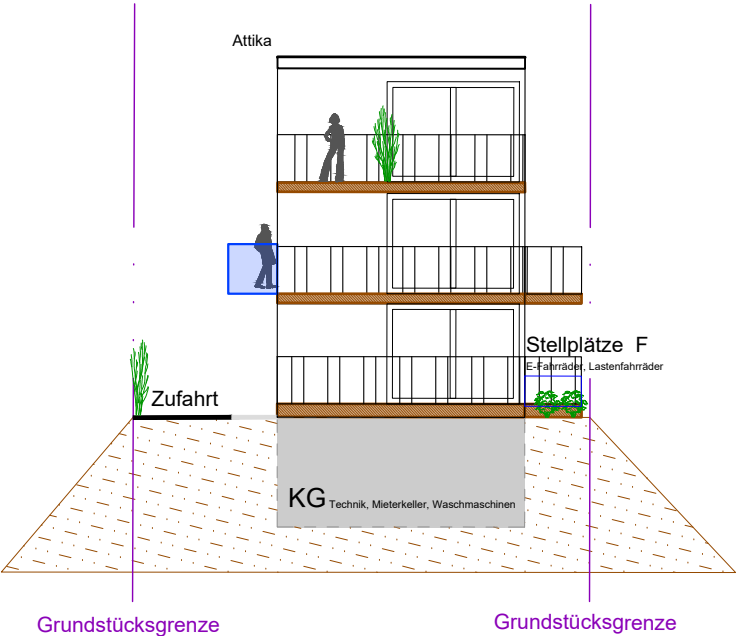 Attika
Stellplätze F
E-Fahrräder, Lastenfahrräder
Zufahrt
KG Technik, Mieterkeller, Waschmaschinen
Grundstücksgrenze
Grundstücksgrenze